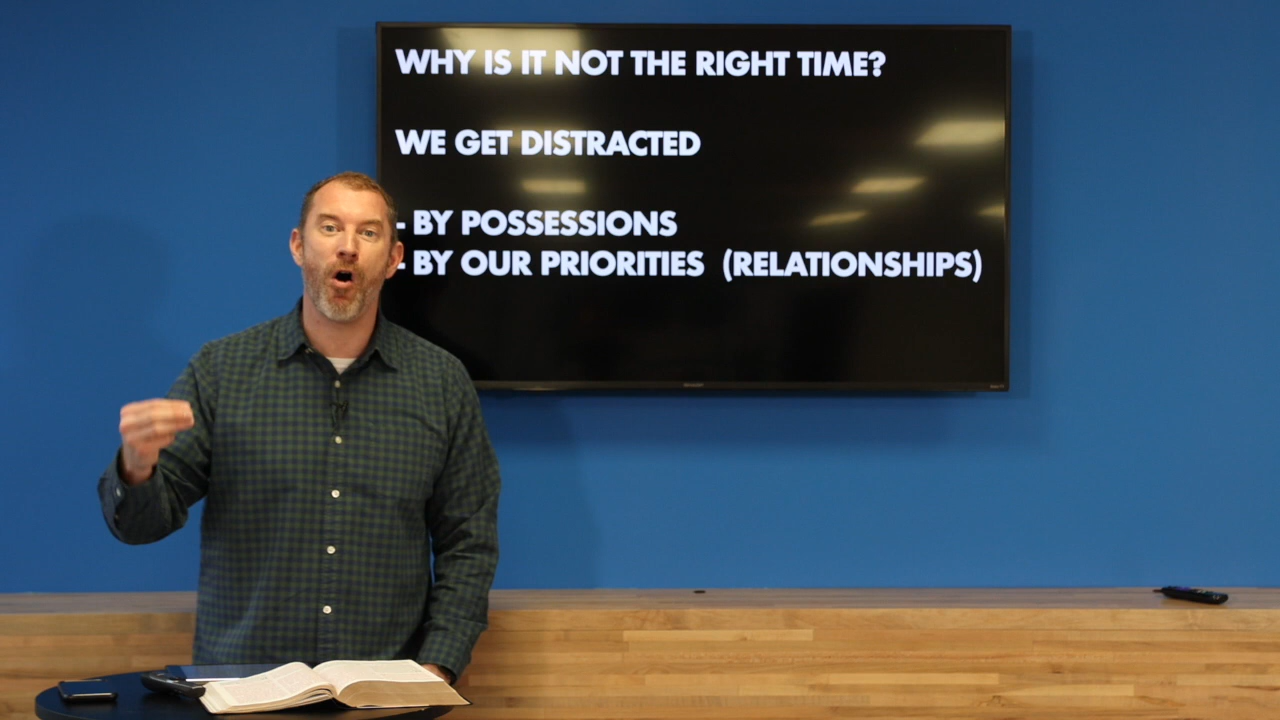 WHY IS IT NOT THE RIGHT TIME?
WE GET DISTRACTED
- BY POSSESSIONS
- BY OUR PRIORITIES (RELATIONSHIPS)